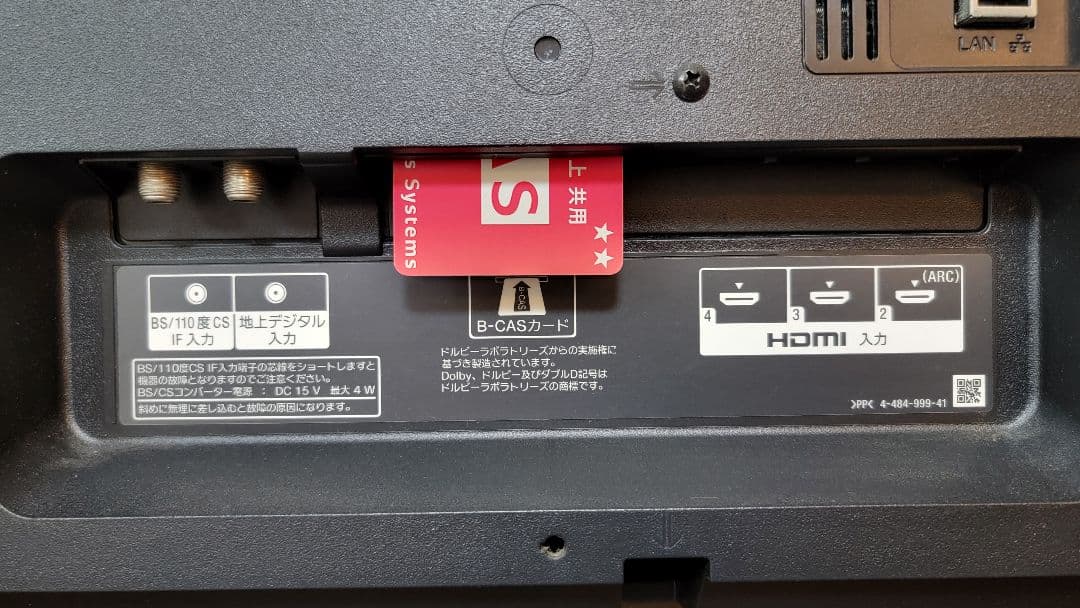 LAN
s Systems
AS
上 共用
★★
BS/110度CS
IF入力
地上デジタル
入力
BS/110度CS IF入力端子の芯線をショートしますと
機器の故障となりますのでご注意ください。
BS/CSコンバーター電源 : DC 15 V 最大 4 W
斜めに無理に差し込むと故障の原因になります。
B-CAS
B-CASカード
ドルビーラボラトリーズからの実施権に
基づき製造されています。
Dolby、ドルビー及びダブルD記号は
ドルビーラボラトリーズの商標です。
(ARC)
4
3
2
HDMI 入力
>PP< 4-484-999-41